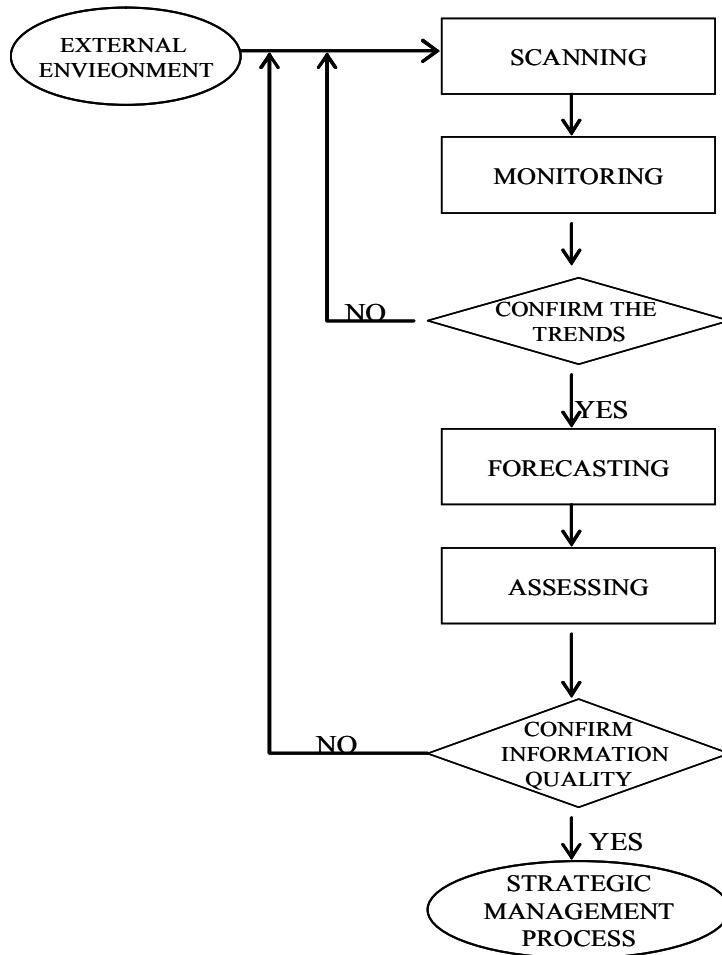 EXTERNAL
ENVIEONMENT
SCANNING
MONITORING
CONFIRM THE
TRENDS
NO
YES
FORECASTING
ASSESSING
CONFIRM
INFORMATION
QUALITY
NO
YES
STRATEGIC
MANAGEMENT
PROCESS